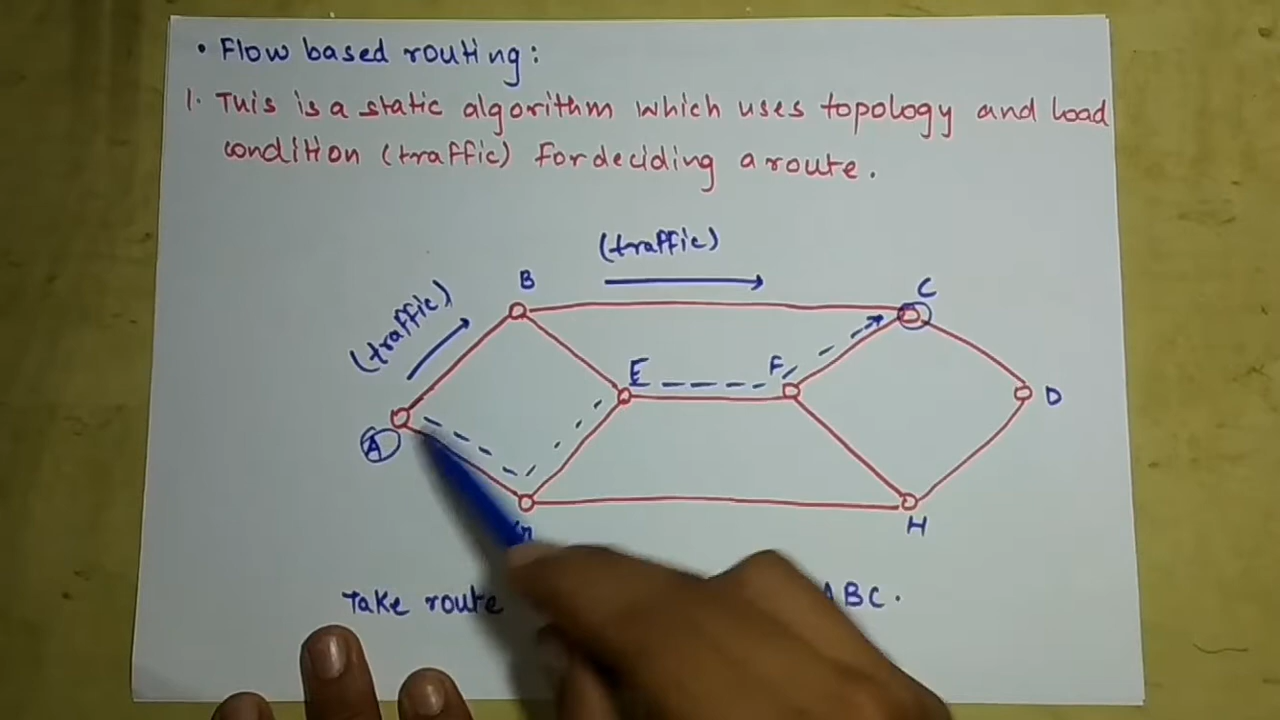 • Flow based routing:
1. This is a static algorithm which uses topology and load
condition (traffic) for deciding a route.
(traffic)
B
C
(traffic)
E
F
D
A
H
Take route ABC.